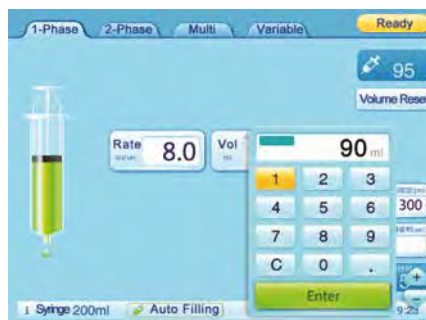 1-Phase 2-Phase Multi Variable Ready
95
Volume Rese
Rate 8.0 Vol
90 ml
1 2 3
4 5 6
300
7 8 9
C 0 .
+
Enter
-
i Syringe 200ml Auto Filling 9:23